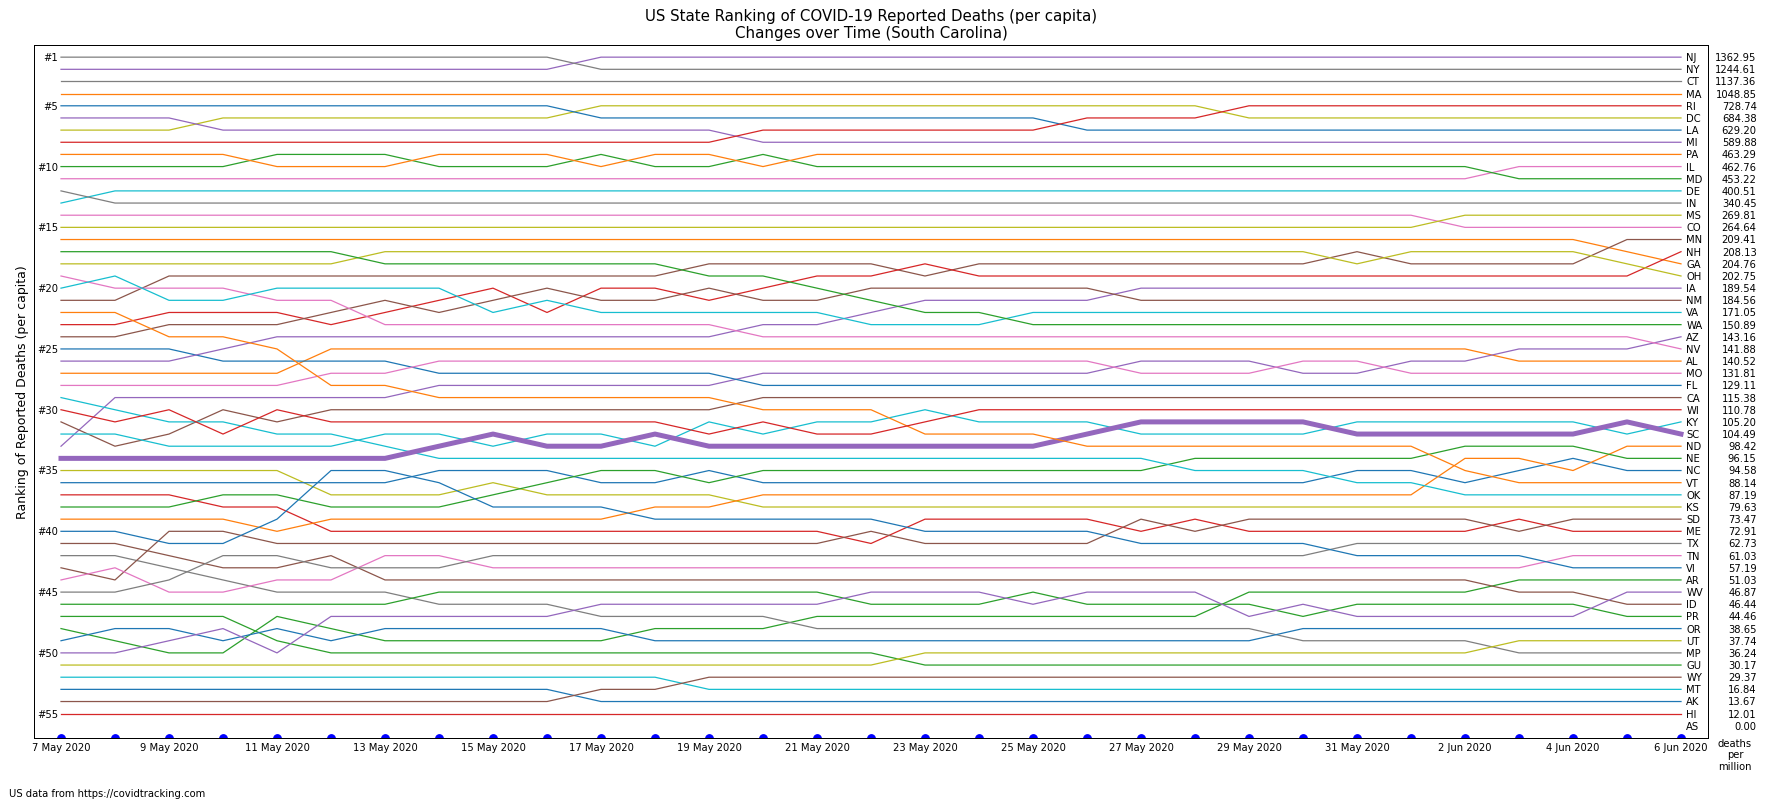 US State Ranking of COVID-19 Reported Deaths (per capita)
Changes over Time (South Carolina)
Ranking of Reported Deaths (per capita)
#1
#5
#10
#15
#20
#25
#30
#35
#40
#45
#50
#55
NJ 1362.95
NY 1244.61
CT 1137.36
MA 1048.85
RI 728.74
DC 684.38
LA 629.20
MI 589.88
PA 463.29
IL 462.76
MD 453.22
DE 400.51
IN 340.45
MS 269.81
CO 264.64
MN 209.41
NH 208.13
GA 204.76
OH 202.75
IA 189.54
NM 184.56
VA 171.05
WA 150.89
AZ 143.16
NV 141.88
AL 140.52
MO 131.81
FL 129.11
CA 115.38
WI 110.78
KY 105.20
SC 104.49
ND 98.42
NE 96.15
NC 94.58
VT 88.14
OK 87.19
KS 79.63
SD 73.47
ME 72.91
TX 62.73
TN 61.03
VI 57.19
AR 51.03
WV 46.87
ID 46.44
PR 44.46
OR 38.65
UT 37.74
MP 36.24
GU 30.17
WY 29.37
MT 16.84
AK 13.67
HI 12.01
AS 0.00
7 May 2020 9 May 2020 11 May 2020 13 May 2020 15 May 2020 17 May 2020 19 May 2020 21 May 2020 23 May 2020 25 May 2020 27 May 2020 29 May 2020 31 May 2020 2 Jun 2020 4 Jun 2020 6 Jun 2020
deaths
per
million
US data from https://covidtracking.com